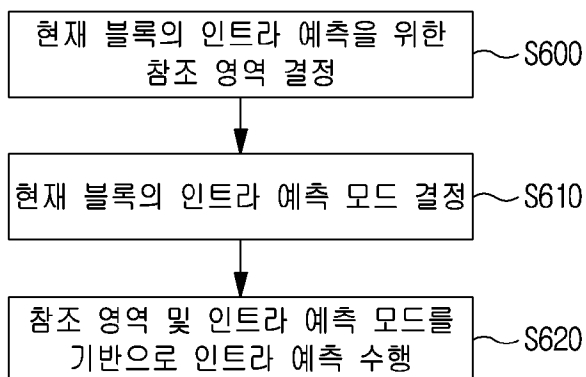 현재 블록의 인트라 예측을 위한
참조 영역 결정
S600
현재 블록의 인트라 예측 모드 결정
S610
참조 영역 및 인트라 예측 모드를
기반으로 인트라 예측 수행
S620